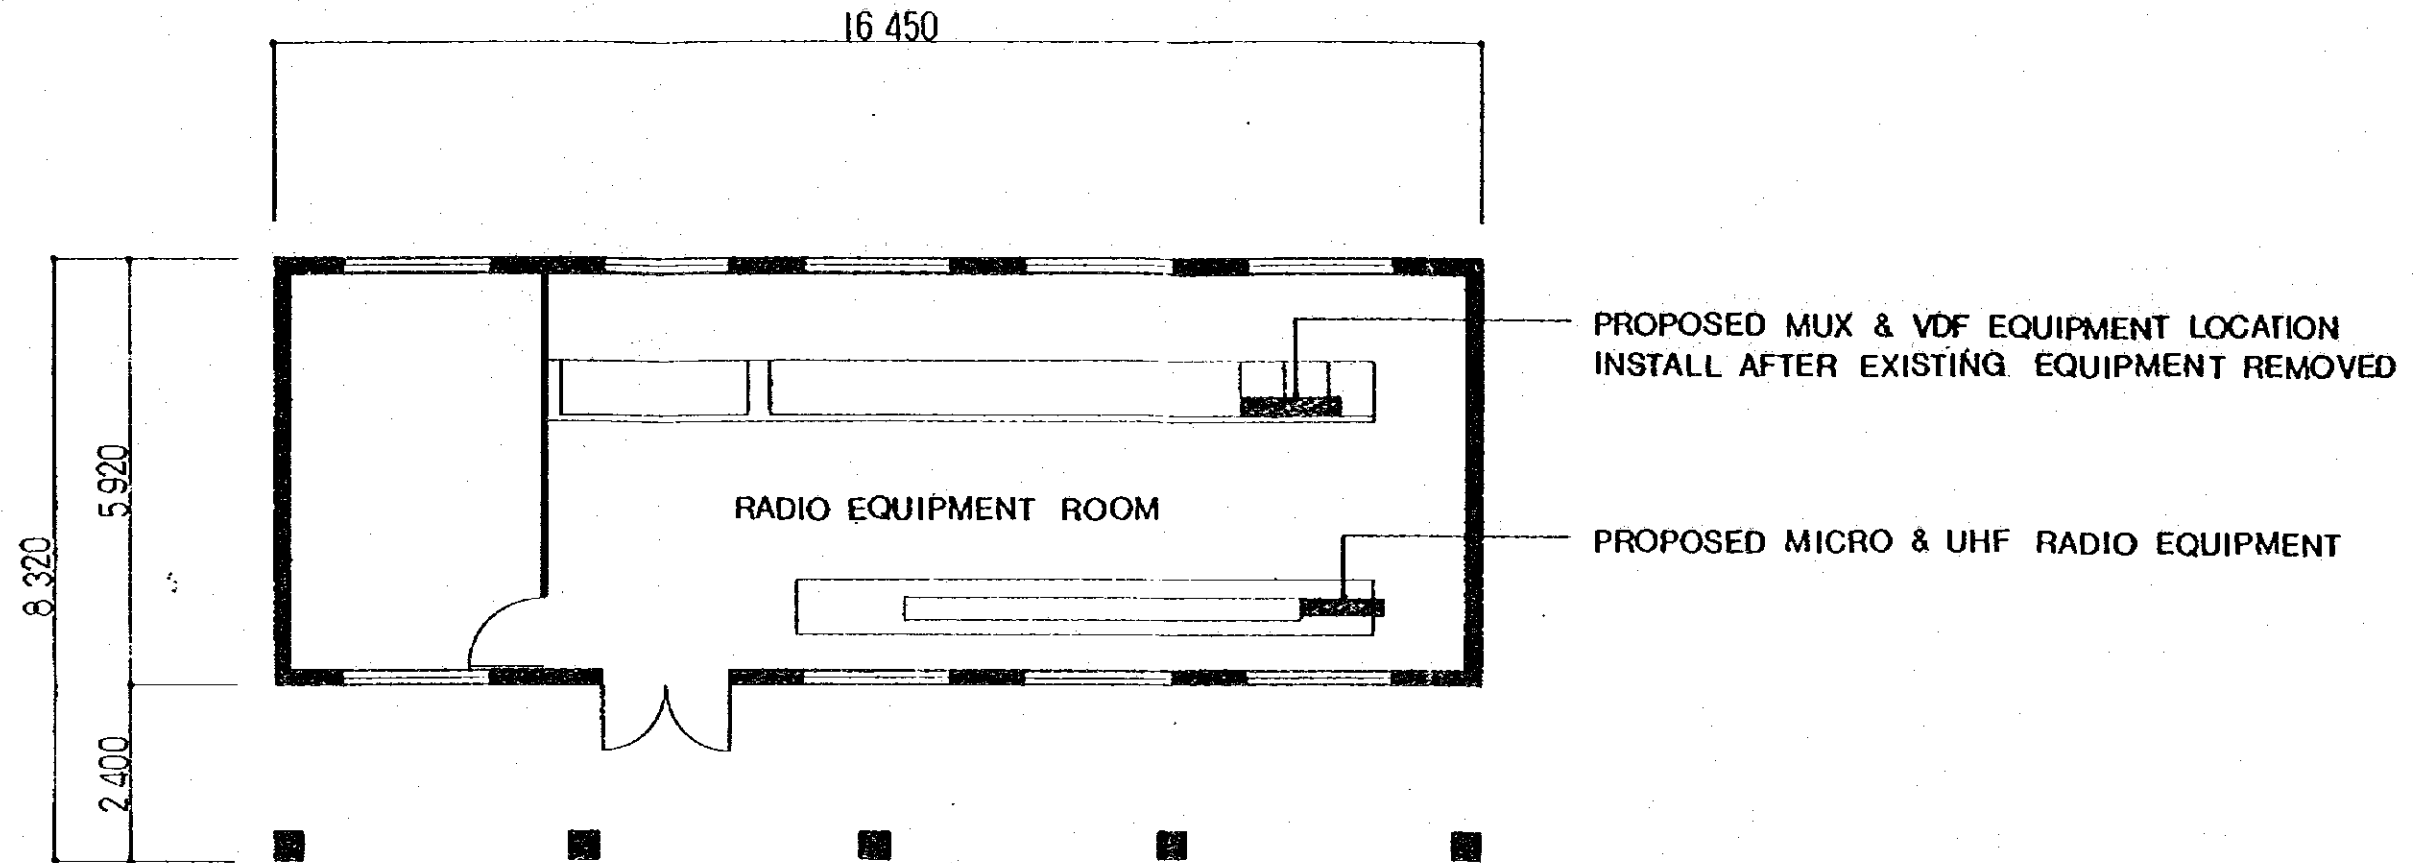 16 450
PROPOSED MUX & VDF EQUIPMENT LOCATION
INSTALL AFTER EXISTING EQUIPMENT REMOVED
5 920
RADIO EQUIPMENT ROOM
PROPOSED MICRO & UHF RADIO EQUIPMENT
8 320
2 400